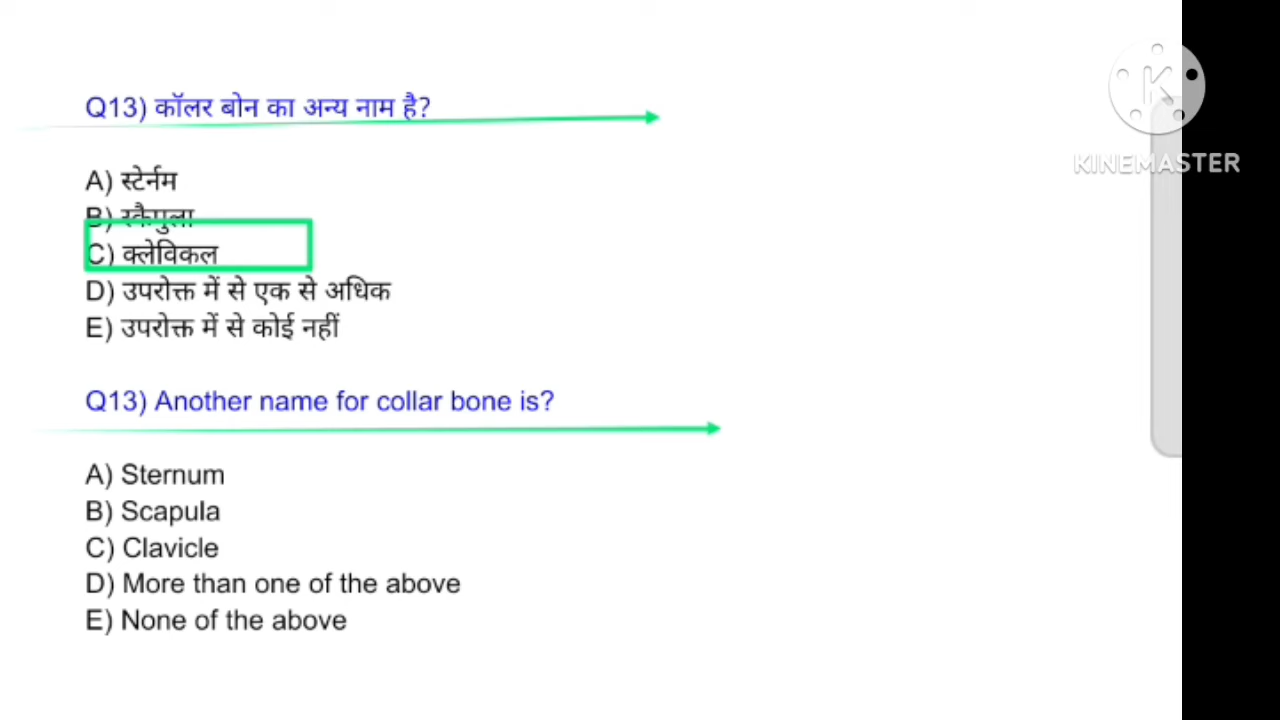 Q13) कॉलर बोन का अन्य नाम है?
A) स्टेर्नम
B) स्कैपुला
C) क्लेविकल
D) उपरोक्त में से एक से अधिक
E) उपरोक्त में से कोई नहीं
Q13) Another name for collar bone is?
A) Sternum
B) Scapula
C) Clavicle
D) More than one of the above
E) None of the above
K
KINEMASTER